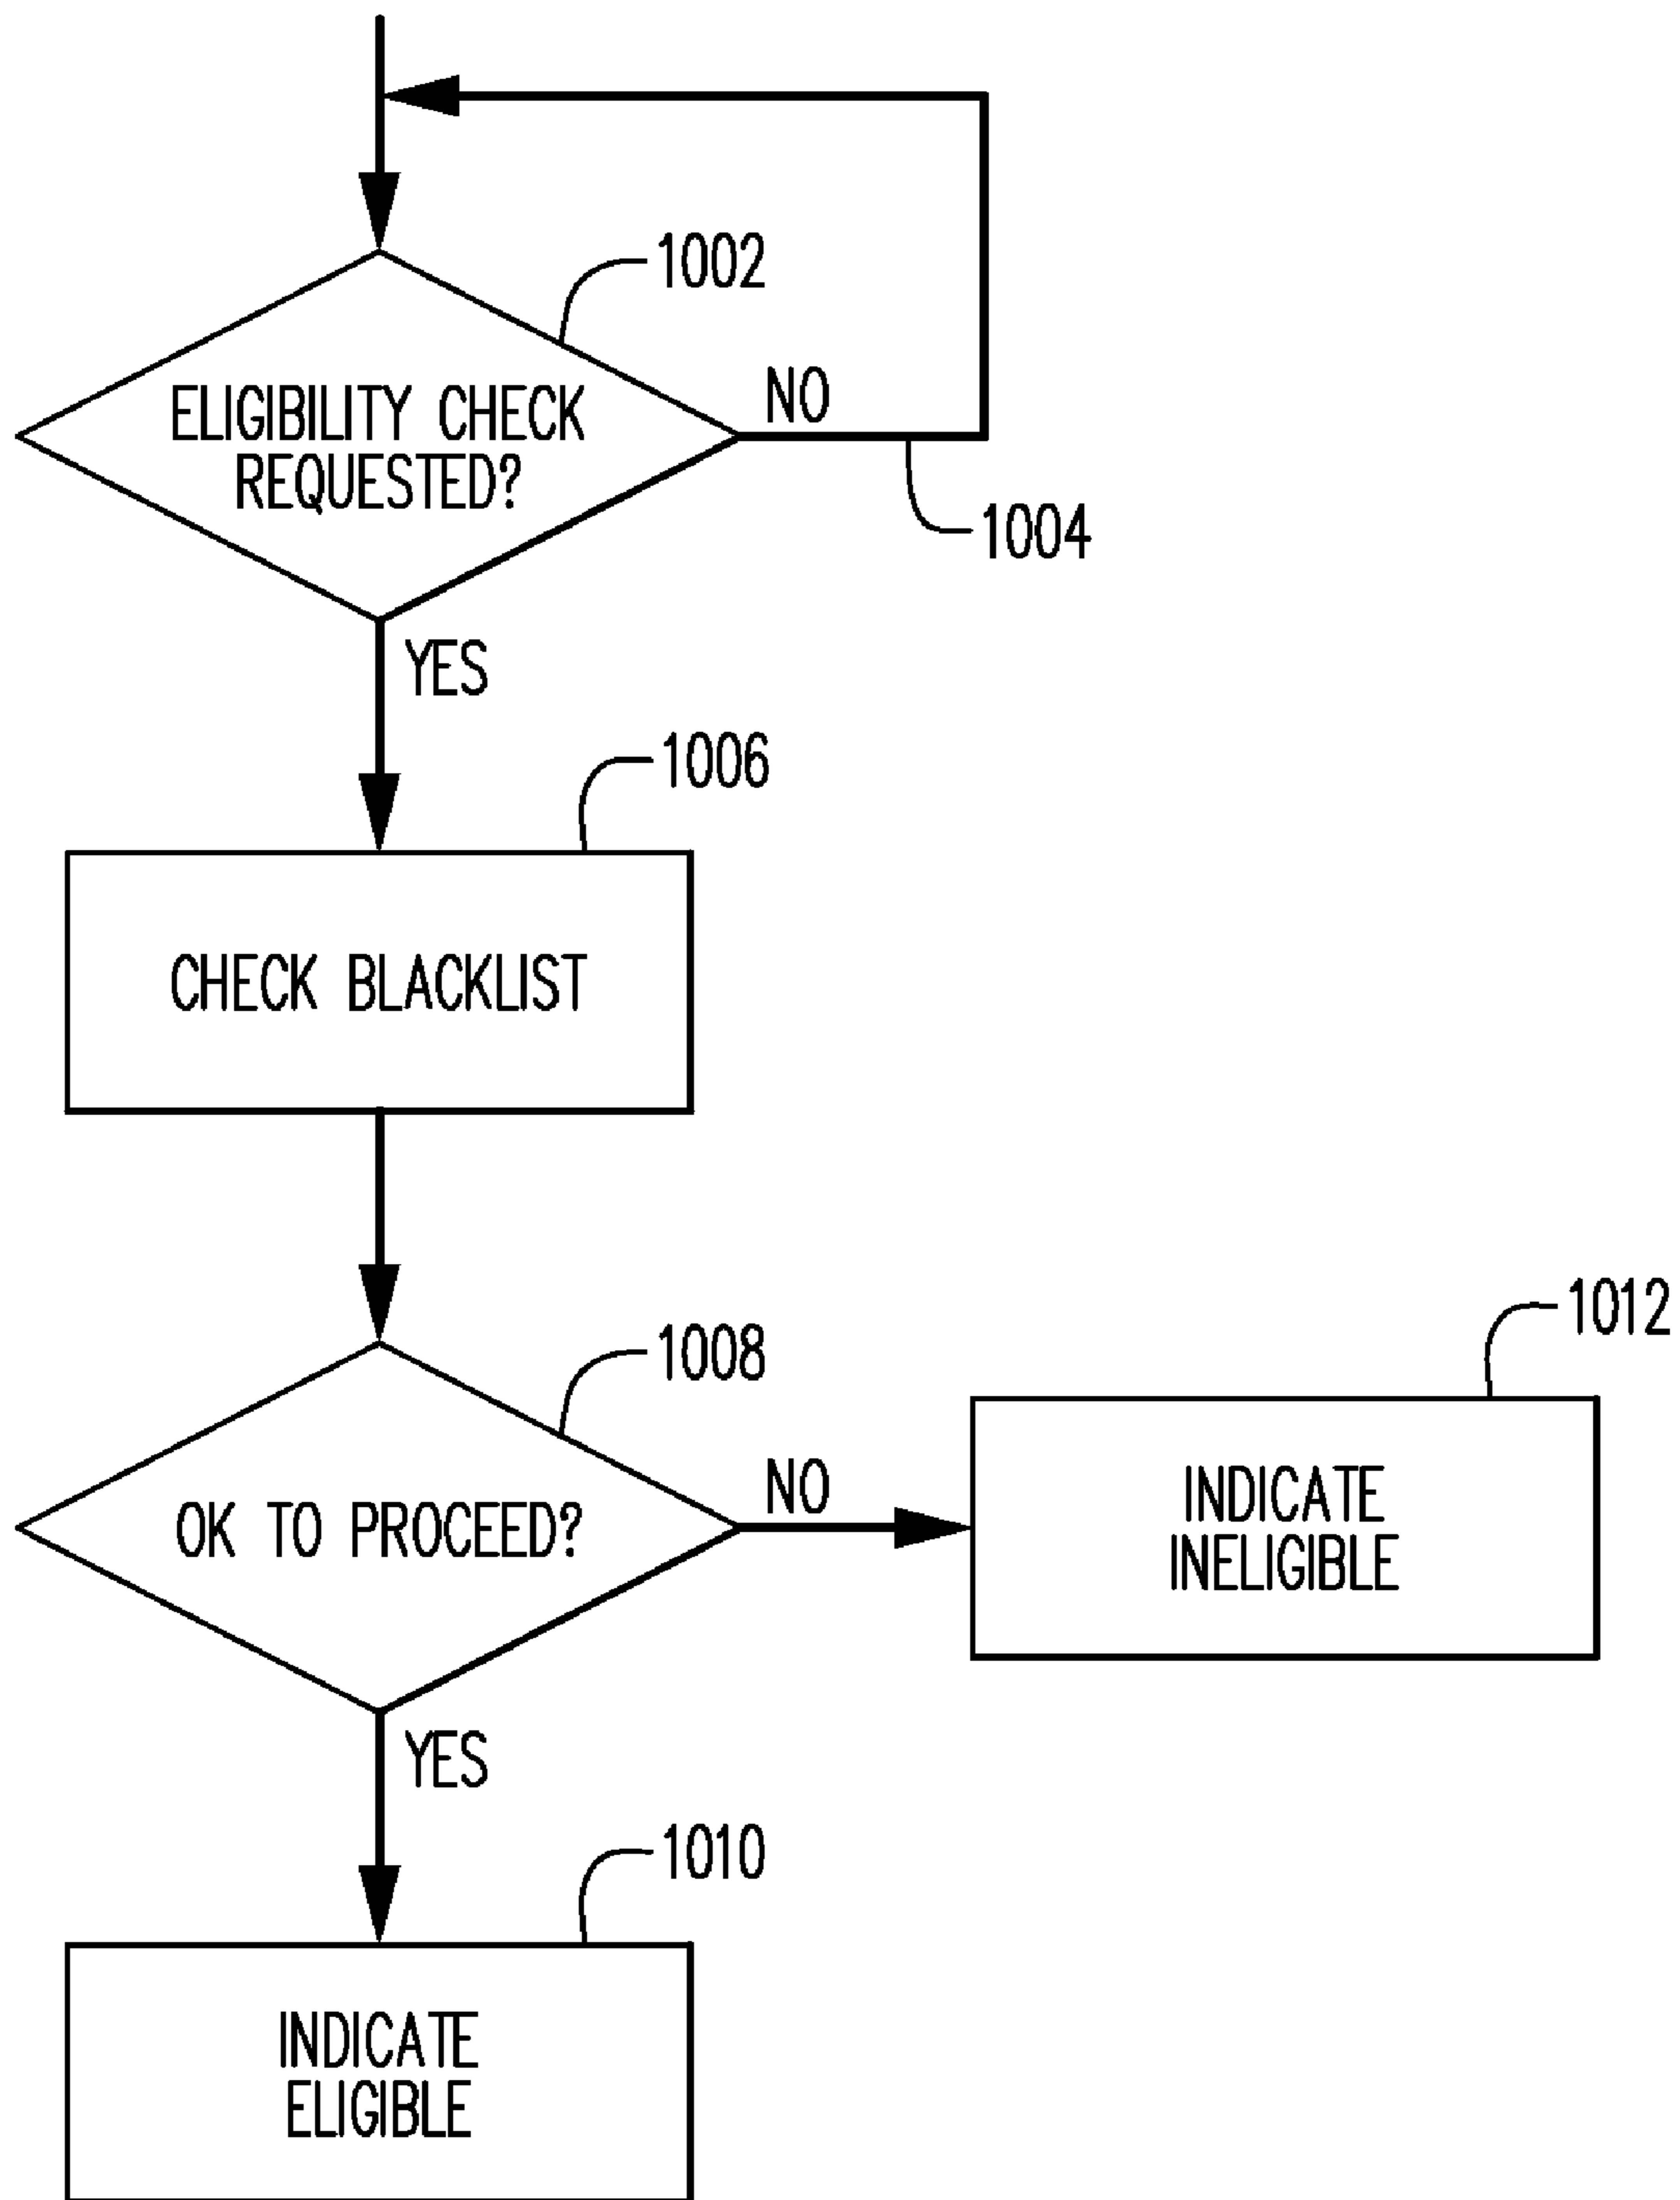 1002
ELIGIBILITY CHECK
REQUESTED?
NO
1004
YES
1006
CHECK BLACKLIST
1008
1012
OK TO PROCEED?
NO
INDICATE
INELIGIBLE
YES
1010
INDICATE
ELIGIBLE